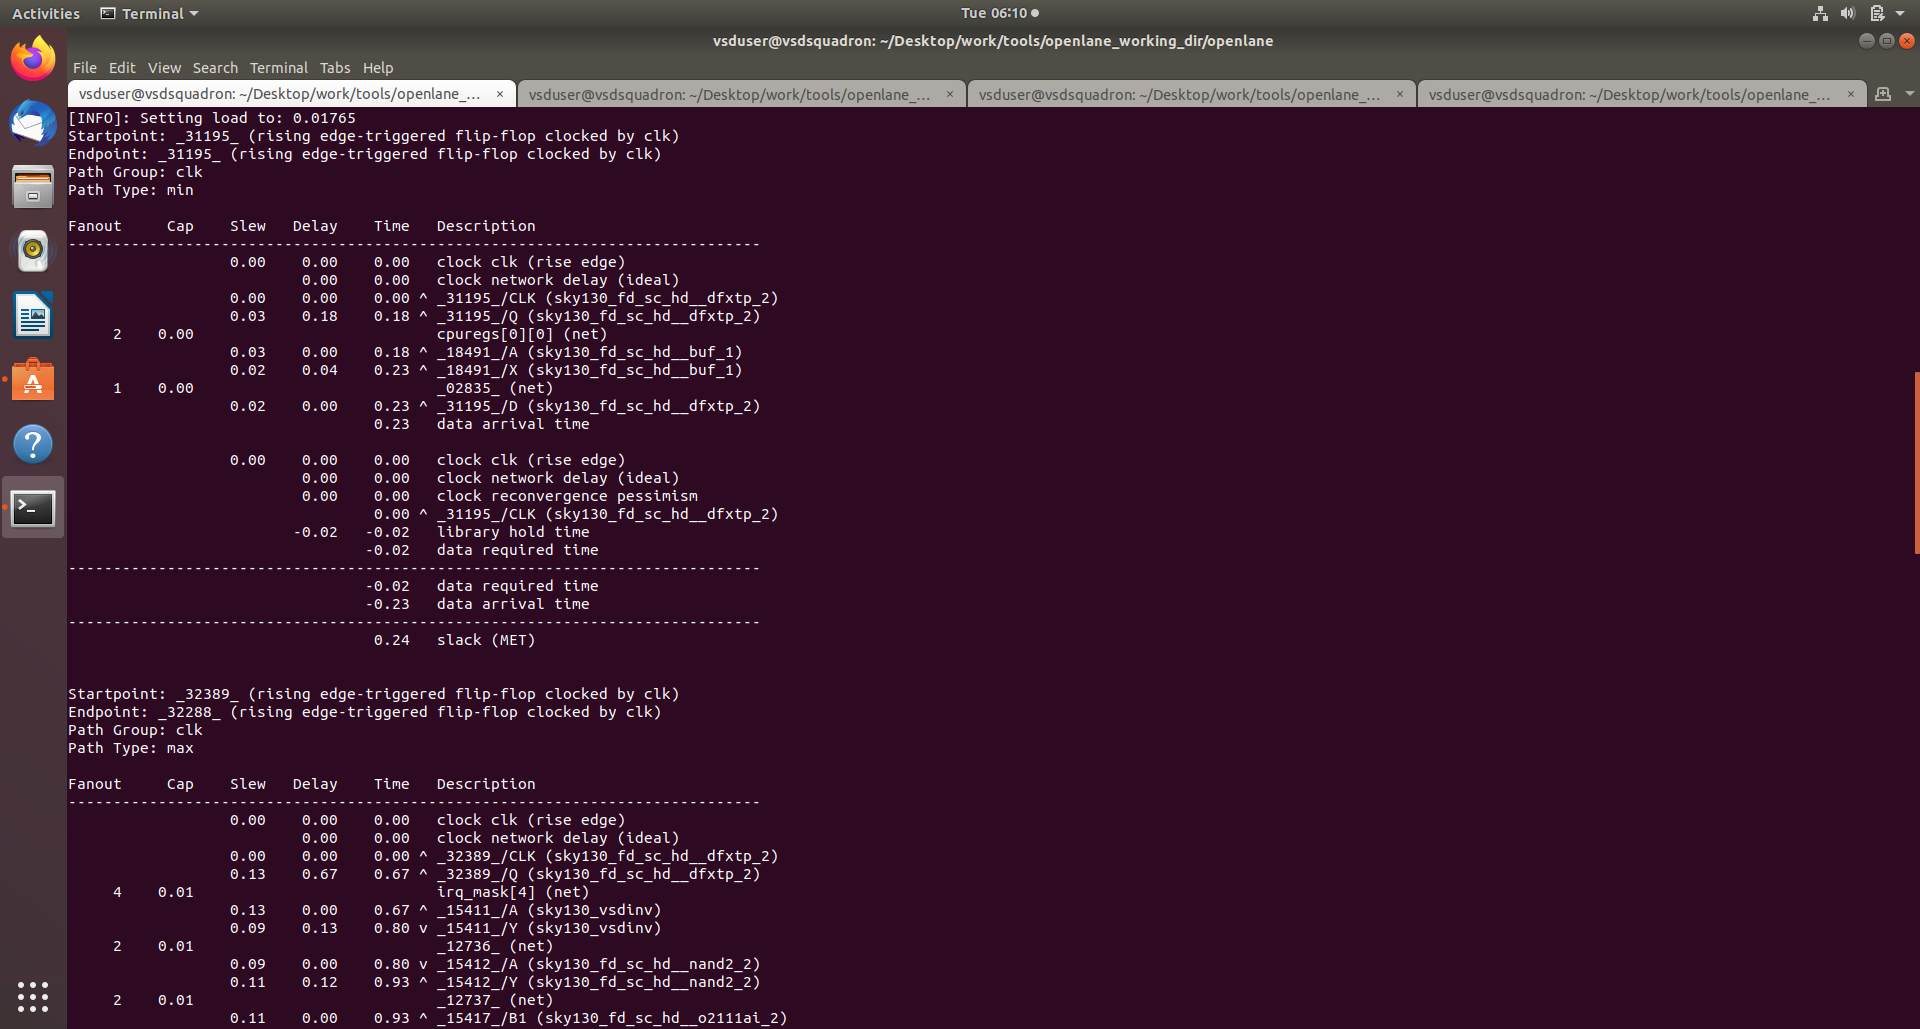 Activities Terminal Tue 06:10
vsduser@vsdsquadron: ~/Desktop/work/tools/openlane_working_dir/openlane
File Edit View Search Terminal Tabs Help
vsduser@vsdsquadron: ~/Desktop/work/tools/openlane_... × vsduser@vsdsquadron: ~/Desktop/work/tools/openlane_... × vsduser@vsdsquadron: ~/Desktop/work/tools/openlane_... × vsduser@vsdsquadron: ~/Desktop/work/tools/openlane_... ×
[INFO]: Setting load to: 0.01765
Startpoint: _31195_ (rising edge-triggered flip-flop clocked by clk)
Endpoint: _31195_ (rising edge-triggered flip-flop clocked by clk)
Path Group: clk
Path Type: min
Fanout     Cap    Slew   Delay    Time   Description
-----------------------------------------------------------------------------
                  0.00    0.00    0.00   clock clk (rise edge)
                          0.00    0.00   clock network delay (ideal)
                  0.00    0.00    0.00 ^ _31195_/CLK (sky130_fd_sc_hd__dfxtp_2)
                  0.03    0.18    0.18 ^ _31195_/Q (sky130_fd_sc_hd__dfxtp_2)
     2    0.00                           cpuregs[0][0] (net)
                  0.03    0.00    0.18 ^ _18491_/A (sky130_fd_sc_hd__buf_1)
                  0.02    0.04    0.23 ^ _18491_/X (sky130_fd_sc_hd__buf_1)
     1    0.00                           _02835_ (net)
                  0.02    0.00    0.23 ^ _31195_/D (sky130_fd_sc_hd__dfxtp_2)
                                  0.23   data arrival time
                  0.00    0.00    0.00   clock clk (rise edge)
                          0.00    0.00   clock network delay (ideal)
                          0.00    0.00   clock reconvergence pessimism
                                  0.00 ^ _31195_/CLK (sky130_fd_sc_hd__dfxtp_2)
                         -0.02   -0.02   library hold time
                                 -0.02   data required time
-----------------------------------------------------------------------------
                                 -0.02   data required time
                                 -0.23   data arrival time
-----------------------------------------------------------------------------
                                  0.24   slack (MET)
Startpoint: _32389_ (rising edge-triggered flip-flop clocked by clk)
Endpoint: _32288_ (rising edge-triggered flip-flop clocked by clk)
Path Group: clk
Path Type: max
Fanout     Cap    Slew   Delay    Time   Description
-----------------------------------------------------------------------------
                  0.00    0.00    0.00   clock clk (rise edge)
                          0.00    0.00   clock network delay (ideal)
                  0.00    0.00    0.00 ^ _32389_/CLK (sky130_fd_sc_hd__dfxtp_2)
                  0.13    0.67    0.67 ^ _32389_/Q (sky130_fd_sc_hd__dfxtp_2)
     4    0.01                           irq_mask[4] (net)
                  0.13    0.00    0.67 ^ _15411_/A (sky130_vsdinv)
                  0.09    0.13    0.80 v _15411_/Y (sky130_vsdinv)
     2    0.01                           _12736_ (net)
                  0.09    0.00    0.80 v _15412_/A (sky130_fd_sc_hd__nand2_2)
                  0.11    0.12    0.93 ^ _15412_/Y (sky130_fd_sc_hd__nand2_2)
     2    0.01                           _12737_ (net)
                  0.11    0.00    0.93 ^ _15417_/B1 (sky130_fd_sc_hd__o2111ai_2)